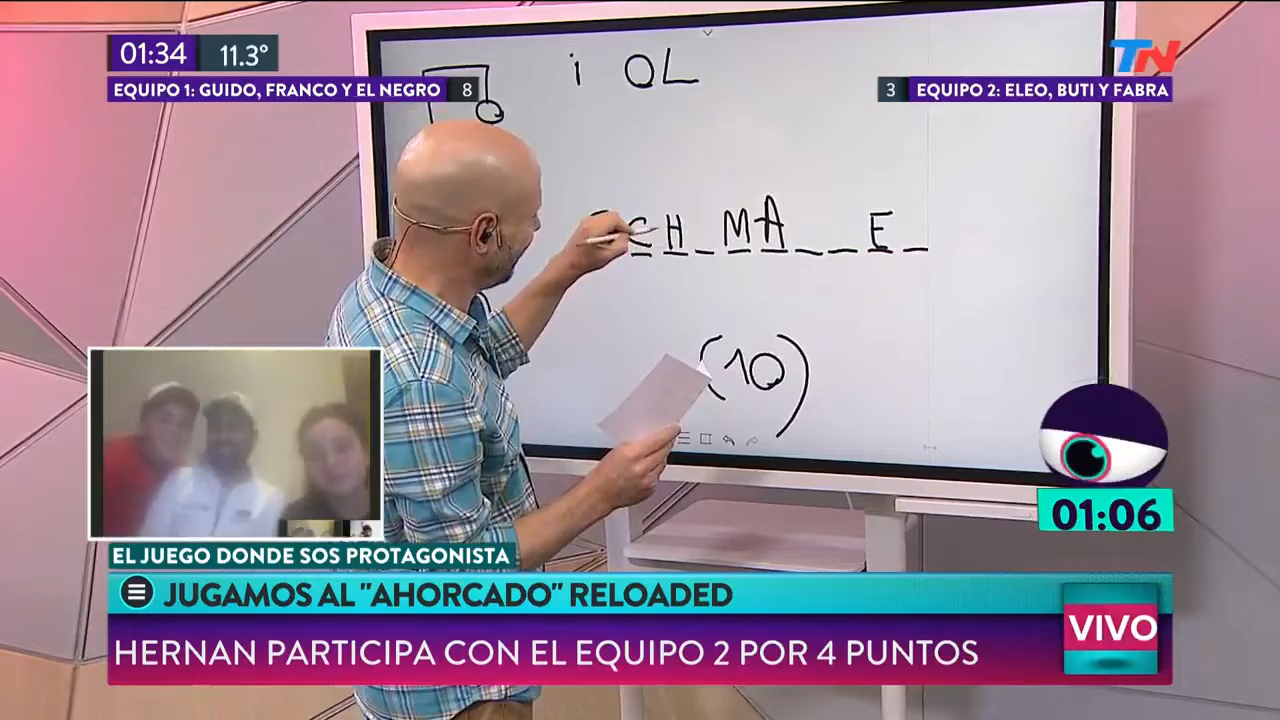 01:34 11.3°
TN
EQUIPO 1: GUIDO, FRANCO Y EL NEGRO 8
3 EQUIPO 2: ELEO, BUTI Y FABRA
i OL
C H _ M A _ _ E _
(10)
01:06
EL JUEGO DONDE SOS PROTAGONISTA
JUGAMOS AL "AHORCADO" RELOADED
HERNAN PARTICIPA CON EL EQUIPO 2 POR 4 PUNTOS
VIVO